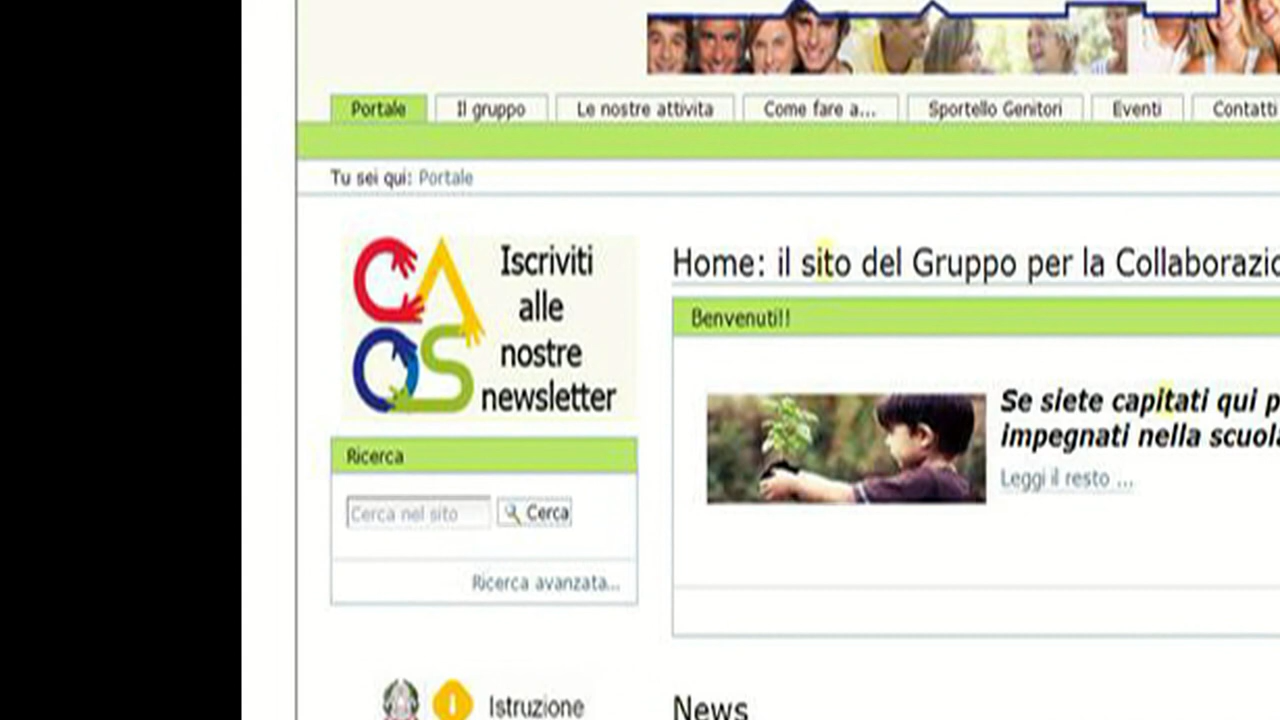 Portale Il gruppo Le nostre attivita Come fare a... Sportello Genitori Eventi Contatti
Tu sei qui: Portale
CAOS
Iscriviti
alle
nostre
newsletter
Home: il sito del Gruppo per la Collaborazio
Benvenuti!!
Se siete capitati qui p
impegnati nella scuola
Leggi il resto ...
Ricerca
Cerca nel sito Cerca
Ricerca avanzata...
Istruzione
News